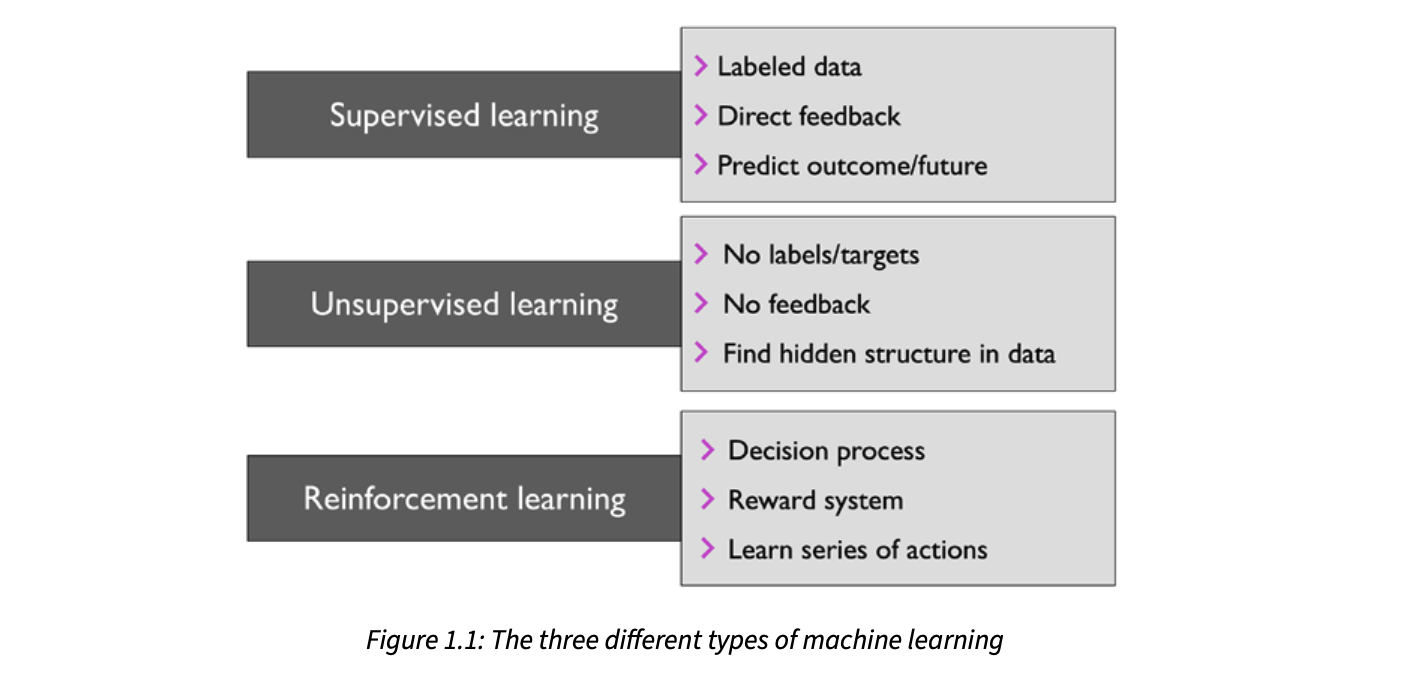 Supervised learning
Labeled data
Direct feedback
Predict outcome/future
Unsupervised learning
No labels/targets
No feedback
Find hidden structure in data
Reinforcement learning
Decision process
Reward system
Learn series of actions
Figure 1.1: The three different types of machine learning